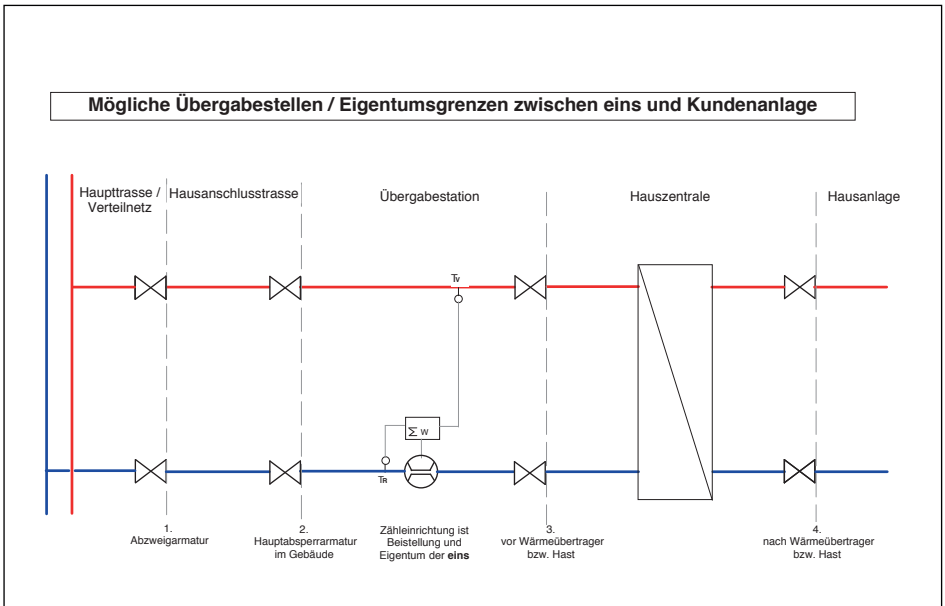 Mögliche Übergabestellen / Eigentumsgrenzen zwischen eins und Kundenanlage
Haupttrasse /
Verteilnetz
Hausanschlusstrasse
Übergabestation
Hauszentrale
Hausanlage
Tv
Σ w
TR
1.
Abzweigarmatur
2.
Hauptabsperrarmatur
im Gebäude
Zähleinrichtung ist
Beistellung und
Eigentum der eins
3.
vor Wärmeübertrager
bzw. Hast
4.
nach Wärmeübertrager
bzw. Hast